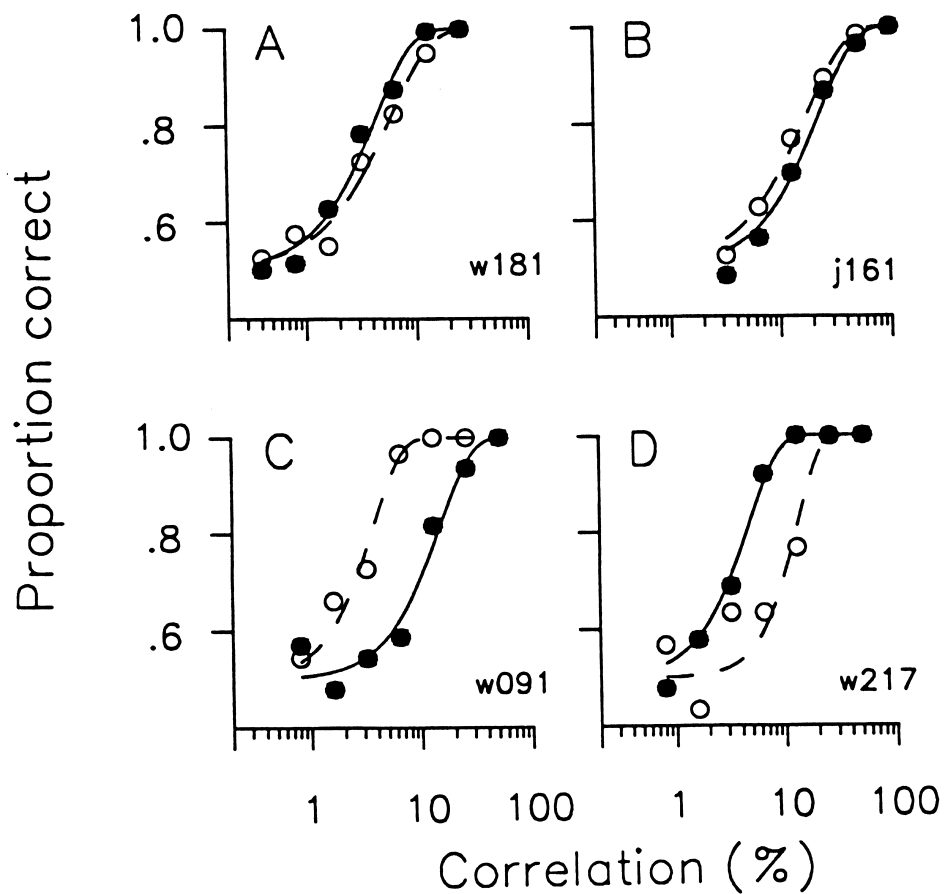 Proportion correct
1.0
.8
.6
A
w181
B
j161
1.0
.8
.6
C
w091
D
w217
1 10 100
1 10 100
Correlation (%)